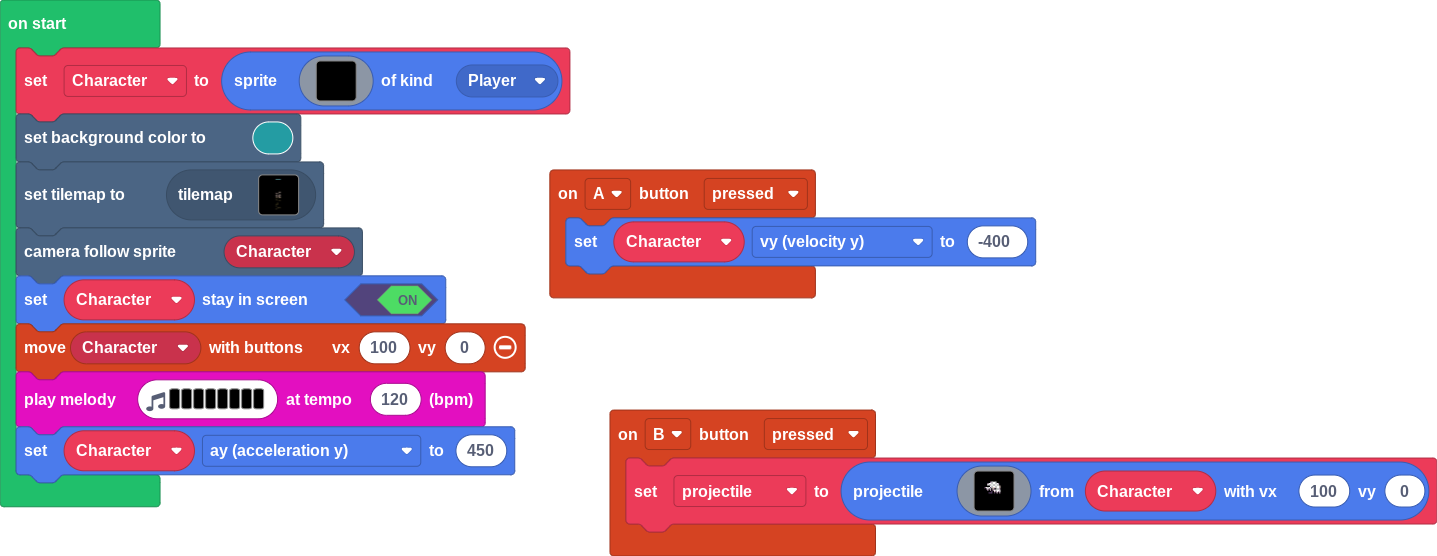 on start
set Character to sprite of kind Player
set background color to
set tilemap to tilemap
camera follow sprite Character
set Character stay in screen ON
move Character with buttons vx 100 vy 0
play melody at tempo 120 (bpm)
set Character ay (acceleration y) to 450
on A button pressed
set Character vy (velocity y) to -400
on B button pressed
set projectile to projectile from Character with vx 100 vy 0